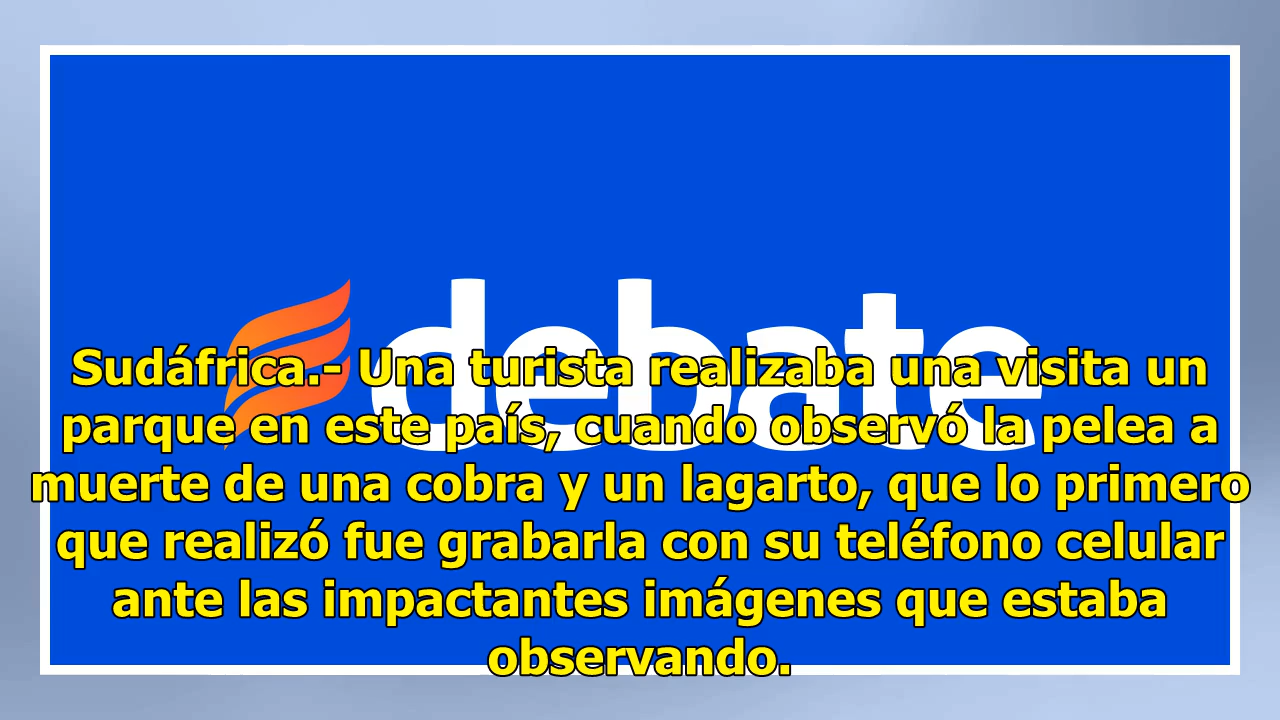 debate
Sudáfrica.- Una turista realizaba una visita un
parque en este país, cuando observó la pelea a
muerte de una cobra y un lagarto, que lo primero
que realizó fue grabarla con su teléfono celular
ante las impactantes imágenes que estaba
observando.